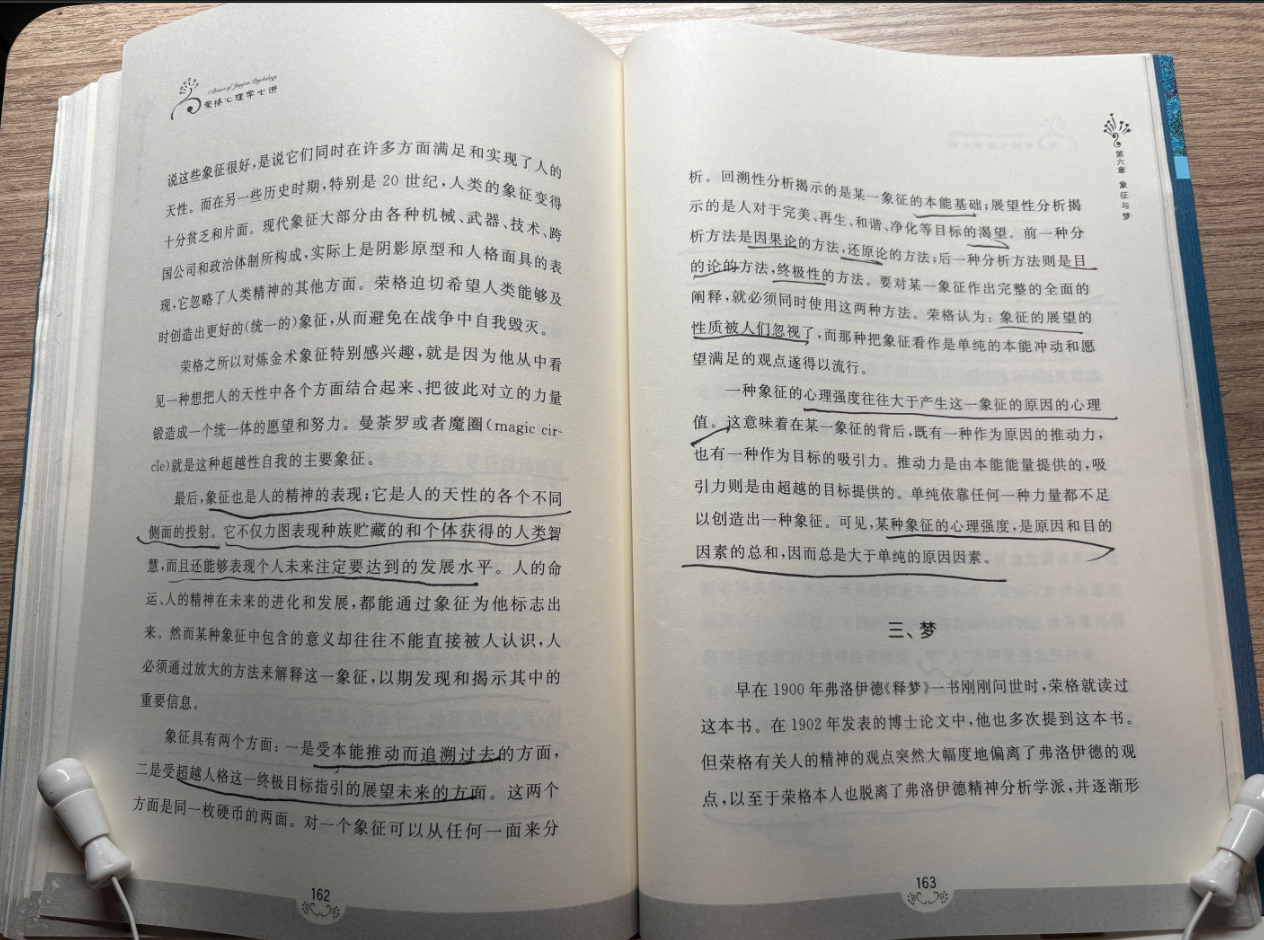 A Primer of Jungian Psychology
荣格心理学七讲
说这些象征很好，是说它们同时在许多方面满足和实现了人的
天性。而在另一些历史时期，特别是 20 世纪，人类的象征变得
十分贫乏和片面。现代象征大部分由各种机械、武器、技术、跨
国公司和政治体制所构成，实际上是阴影原型和人格面具的表
现，它忽略了人类精神的其他方面。荣格迫切希望人类能够及
时创造出更好的(统一的)象征，从而避免在战争中自我毁灭。
荣格之所以对炼金术象征特别感兴趣，就是因为他从中看
见一种想把人的天性中各个方面结合起来、把彼此对立的力量
锻造成一个统一体的愿望和努力。曼荼罗或者魔圈(magic cir-
cle)就是这种超越性自我的主要象征。
最后，象征也是人的精神的表现；它是人的天性的各个不同
侧面的投射。它不仅力图表现种族贮藏的和个体获得的人类智
慧，而且还能够表现个人未来注定要达到的发展水平。人的命
运、人的精神在未来的进化和发展，都能通过象征为他标志出
来。然而某种象征中包含的意义却往往不能直接被人认识，人
必须通过放大的方法来解释这一象征，以期发现和揭示其中的
重要信息。
象征具有两个方面：一是受本能推动而追溯过去的方面，
二是受超越人格这一终极目标指引的展望未来的方面。这两个
方面是同一枚硬币的两面。对一个象征可以从任何一面来分
162
第六章 象征与梦
析。回溯性分析揭示的是某一象征的本能基础；展望性分析揭
示的是人对于完美、再生、和谐、净化等目标的渴望。前一种分
析方法是因果论的方法，还原论的方法；后一种分析方法则是目
的论的方法，终极性的方法。要对某一象征作出完整的全面的
阐释，就必须同时使用这两种方法。荣格认为：象征的展望的
性质被人们忽视了，而那种把象征看作是单纯的本能冲动和愿
望满足的观点遂得以流行。
一种象征的心理强度往往大于产生这一象征的原因的心理
值。这意味着在某一象征的背后，既有一种作为原因的推动力，
也有一种作为目标的吸引力。推动力是由本能能量提供的，吸
引力则是由超越的目标提供的。单纯依靠任何一种力量都不足
以创造出一种象征。可见，某种象征的心理强度，是原因和目的
因素的总和，因而总是大于单纯的原因因素。
三、梦
早在 1900 年弗洛伊德《释梦》一书刚刚问世时，荣格就读过
这本书。在 1902 年发表的博士论文中，他也多次提到这本书。
但荣格有关人的精神的观点突然大幅度地偏离了弗洛伊德的观
点，以至于荣格本人也脱离了弗洛伊德精神分析学派，并逐渐形
163